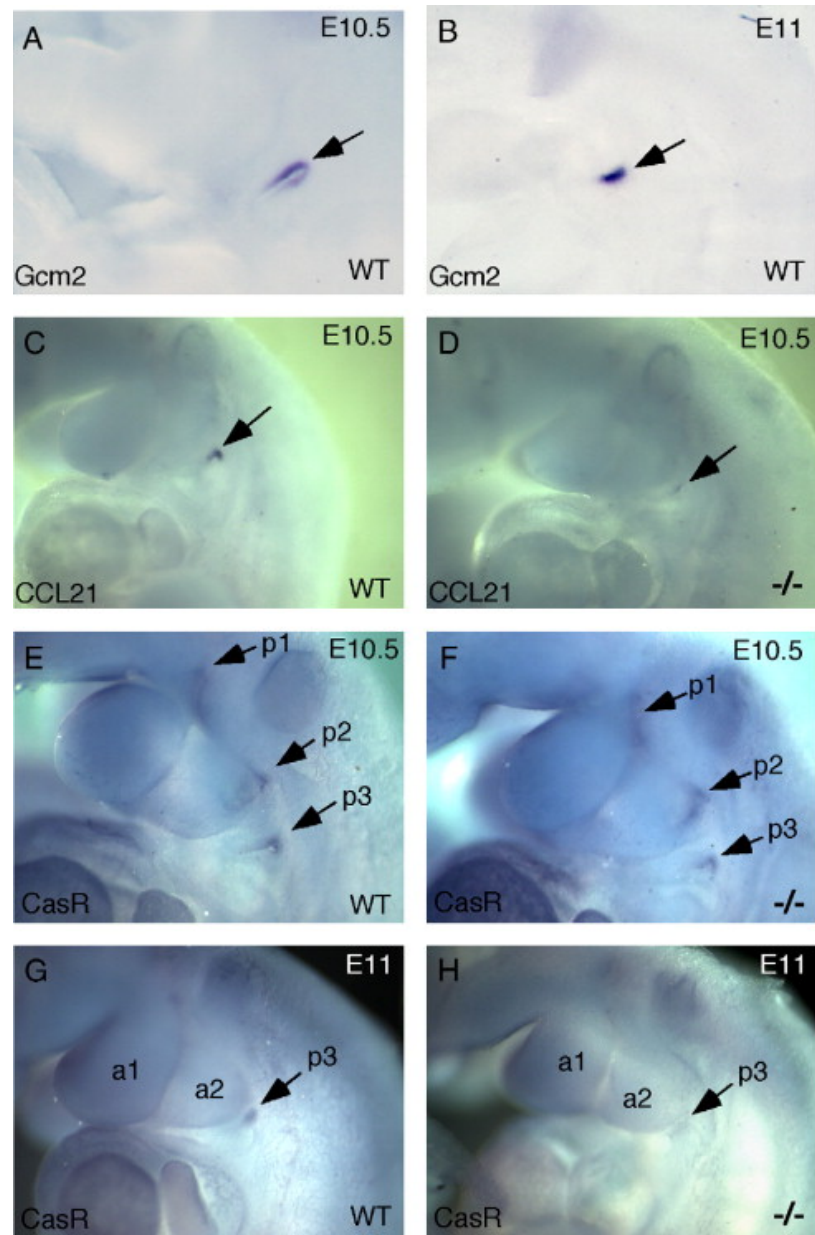 A
E10.5
Gcm2
WT
B
E11
Gcm2
WT
C
E10.5
CCL21
WT
D
E10.5
CCL21
-/-
E
p1
E10.5
p2
p3
CasR
WT
F
E10.5
p1
p2
p3
CasR
-/-
G
E11
a1
a2
p3
CasR
WT
H
E11
a1
a2
p3
CasR
-/-